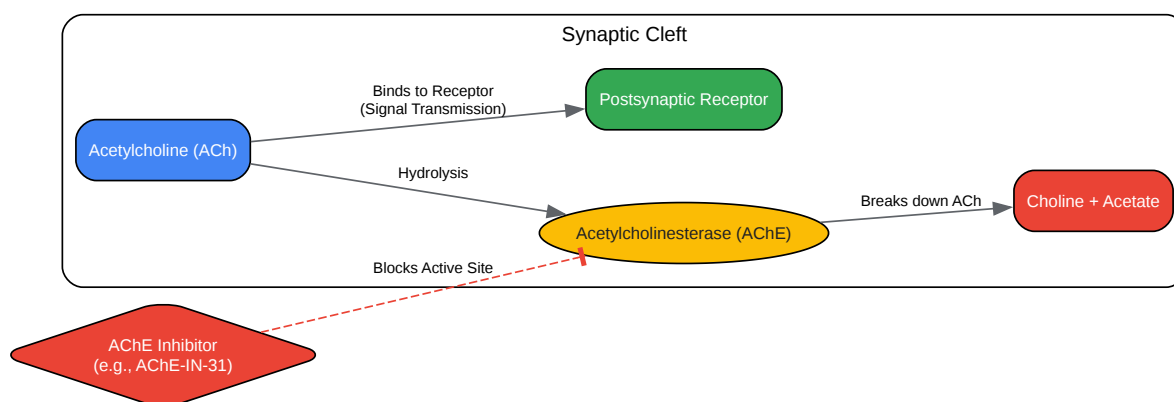 Synaptic Cleft
Binds to Receptor
(Signal Transmission)
Postsynaptic Receptor
Acetylcholine (ACh)
Hydrolysis
Breaks down ACh
Choline + Acetate
Acetylcholinesterase (AChE)
Blocks Active Site
AChE Inhibitor
(e.g., AChE-IN-31)